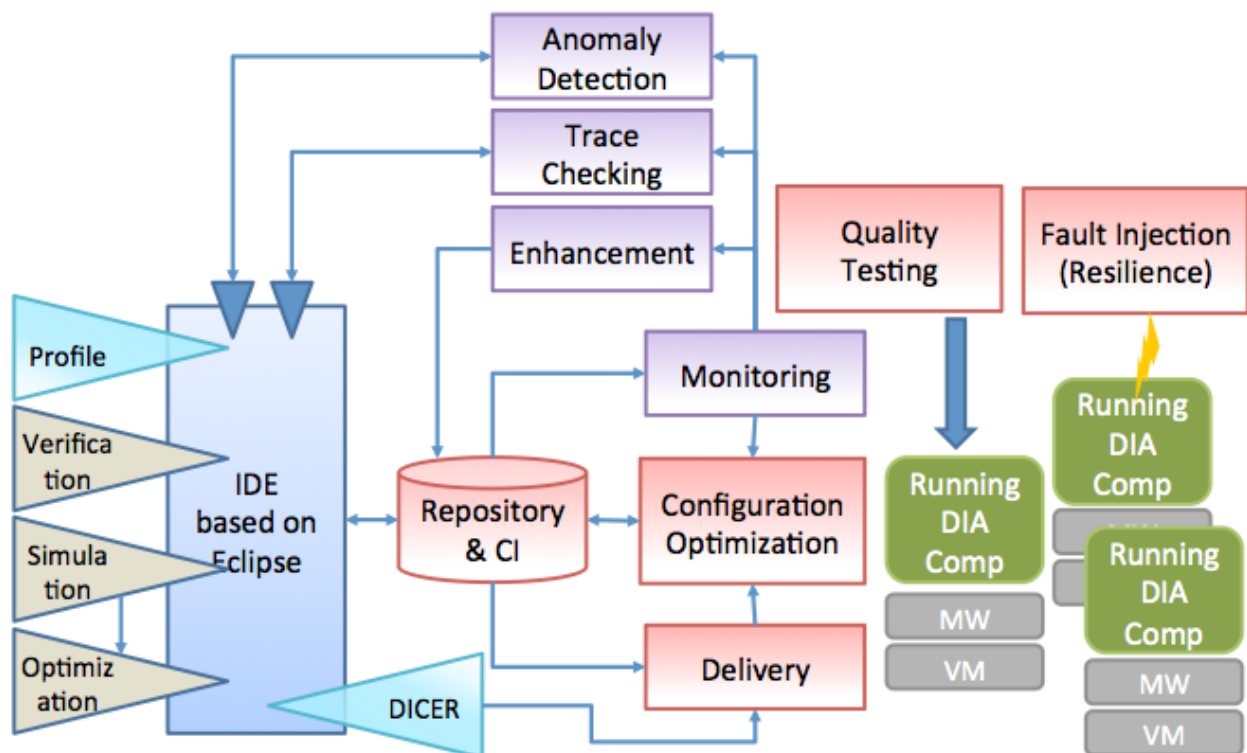 Anomaly
Detection
Trace
Checking
Enhancement
Quality
Testing
Fault Injection
(Resilience)
Profile
Monitoring
Running
DIA
Comp
Verifica
tion
IDE
based on
Eclipse
Repository
& CI
Configuration
Optimization
Running
DIA
Comp
Simula
tion
Running
DIA
Comp
MW
VM
Optimiz
ation
DICER
Delivery
MW
VM